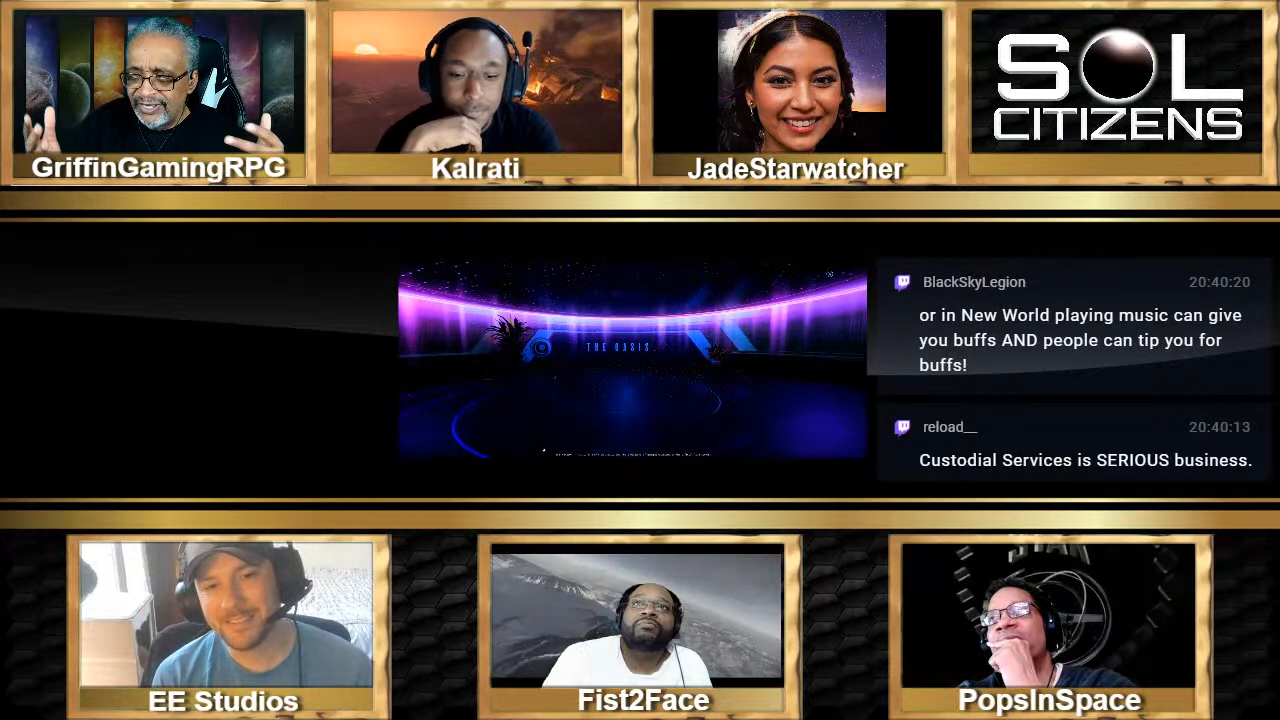 SOL
CITIZENS
GriffinGamingRPG
Kalrati
JadeStarwatcher
BlackSkyLegion
20:40:20
or in New World playing music can give
you buffs AND people can tip you for
buffs!
THE OASIS.
reload__
20:40:13
Custodial Services is SERIOUS business.
STAR
EE Studios
Fist2Face
PopsInSpace